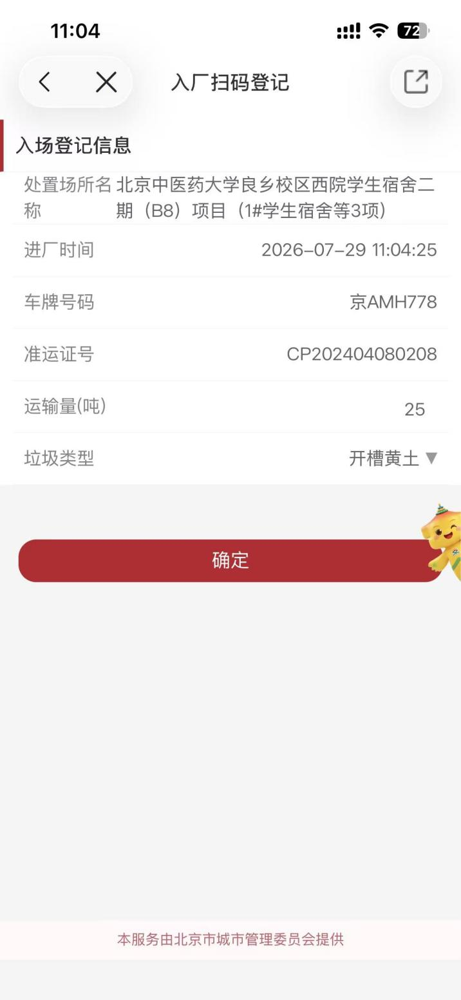 11:04
72
入厂扫码登记
入场登记信息
处置场所名称
北京中医药大学良乡校区西院学生宿舍二
期（B8）项目（1#学生宿舍等3项）
进厂时间 2026-07-29 11:04:25
车牌号码 京AMH778
准运证号 CP202404080208
运输量(吨) 25
垃圾类型 开槽黄土 ▼
确定
本服务由北京市城市管理委员会提供